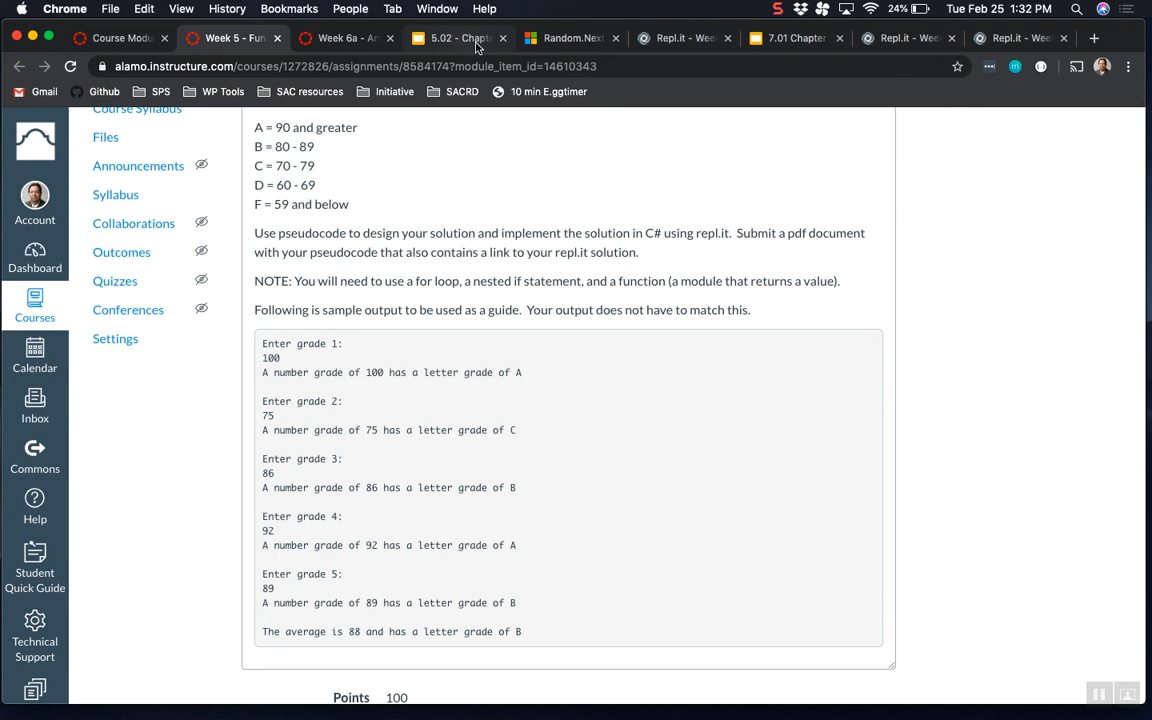 Chrome File Edit View History Bookmarks People Tab Window Help 24% Tue Feb 25 1:32 PM
Course Modu Week 5 - Fun Week 6a - Ar 5.02 - Chapte Random.Next Repl.it - Wee 7.01 Chapter Repl.it - Wee Repl.it - Wee
alamo.instructure.com/courses/1272826/assignments/8584174?module_item_id=14610343
Gmail Github SPS WP Tools SAC resources Initiative SACRD 10 min E.ggtimer
Course Syllabus
Files
Announcements
Syllabus
Collaborations
Outcomes
Quizzes
Conferences
Settings
Account
Dashboard
Courses
Calendar
Inbox
Commons
Help
Student
Quick Guide
Technical
Support
A = 90 and greater
B = 80 - 89
C = 70 - 79
D = 60 - 69
F = 59 and below
Use pseudocode to design your solution and implement the solution in C# using repl.it. Submit a pdf document
with your pseudocode that also contains a link to your repl.it solution.
NOTE: You will need to use a for loop, a nested if statement, and a function (a module that returns a value).
Following is sample output to be used as a guide. Your output does not have to match this.
Enter grade 1:
100
A number grade of 100 has a letter grade of A
Enter grade 2:
75
A number grade of 75 has a letter grade of C
Enter grade 3:
86
A number grade of 86 has a letter grade of B
Enter grade 4:
92
A number grade of 92 has a letter grade of A
Enter grade 5:
89
A number grade of 89 has a letter grade of B
The average is 88 and has a letter grade of B
Points 100